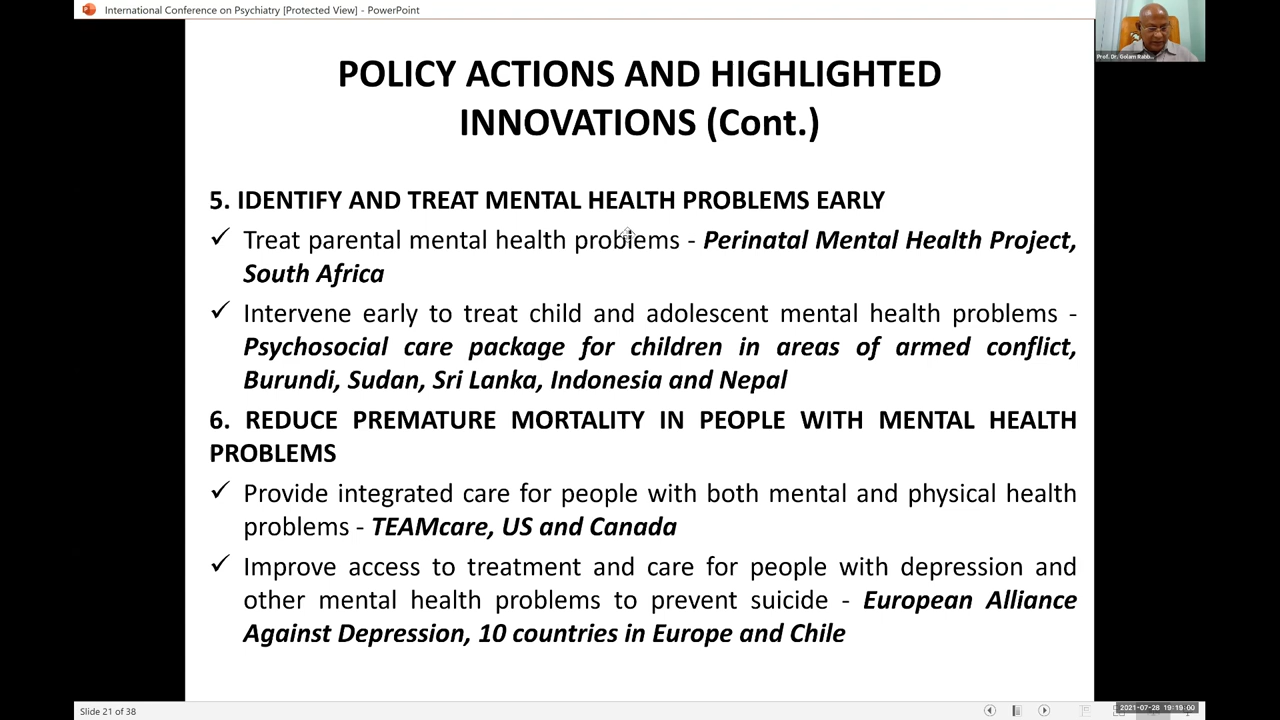 International Conference on Psychiatry [Protected View] - PowerPoint
Prof. Dr. Golam Rabb...
POLICY ACTIONS AND HIGHLIGHTED
INNOVATIONS (Cont.)
5. IDENTIFY AND TREAT MENTAL HEALTH PROBLEMS EARLY
✓ Treat parental mental health problems - Perinatal Mental Health Project,
South Africa
✓ Intervene early to treat child and adolescent mental health problems -
Psychosocial care package for children in areas of armed conflict,
Burundi, Sudan, Sri Lanka, Indonesia and Nepal
6. REDUCE PREMATURE MORTALITY IN PEOPLE WITH MENTAL HEALTH
PROBLEMS
✓ Provide integrated care for people with both mental and physical health
problems - TEAMcare, US and Canada
✓ Improve access to treatment and care for people with depression and
other mental health problems to prevent suicide - European Alliance
Against Depression, 10 countries in Europe and Chile
Slide 21 of 38
2021-07-28 19:19:00